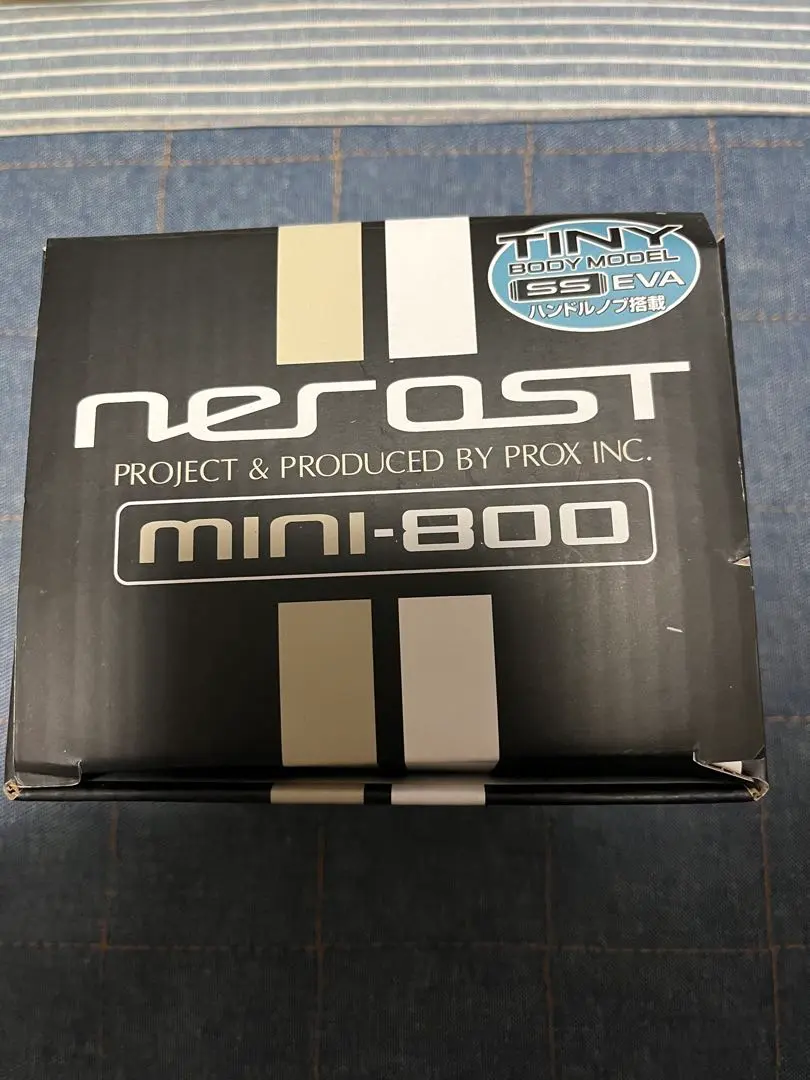 TINY
BODY MODEL
SS EVA
ハンドルノブ搭載
nerast
PROJECT & PRODUCED BY PROX INC.
mini-800